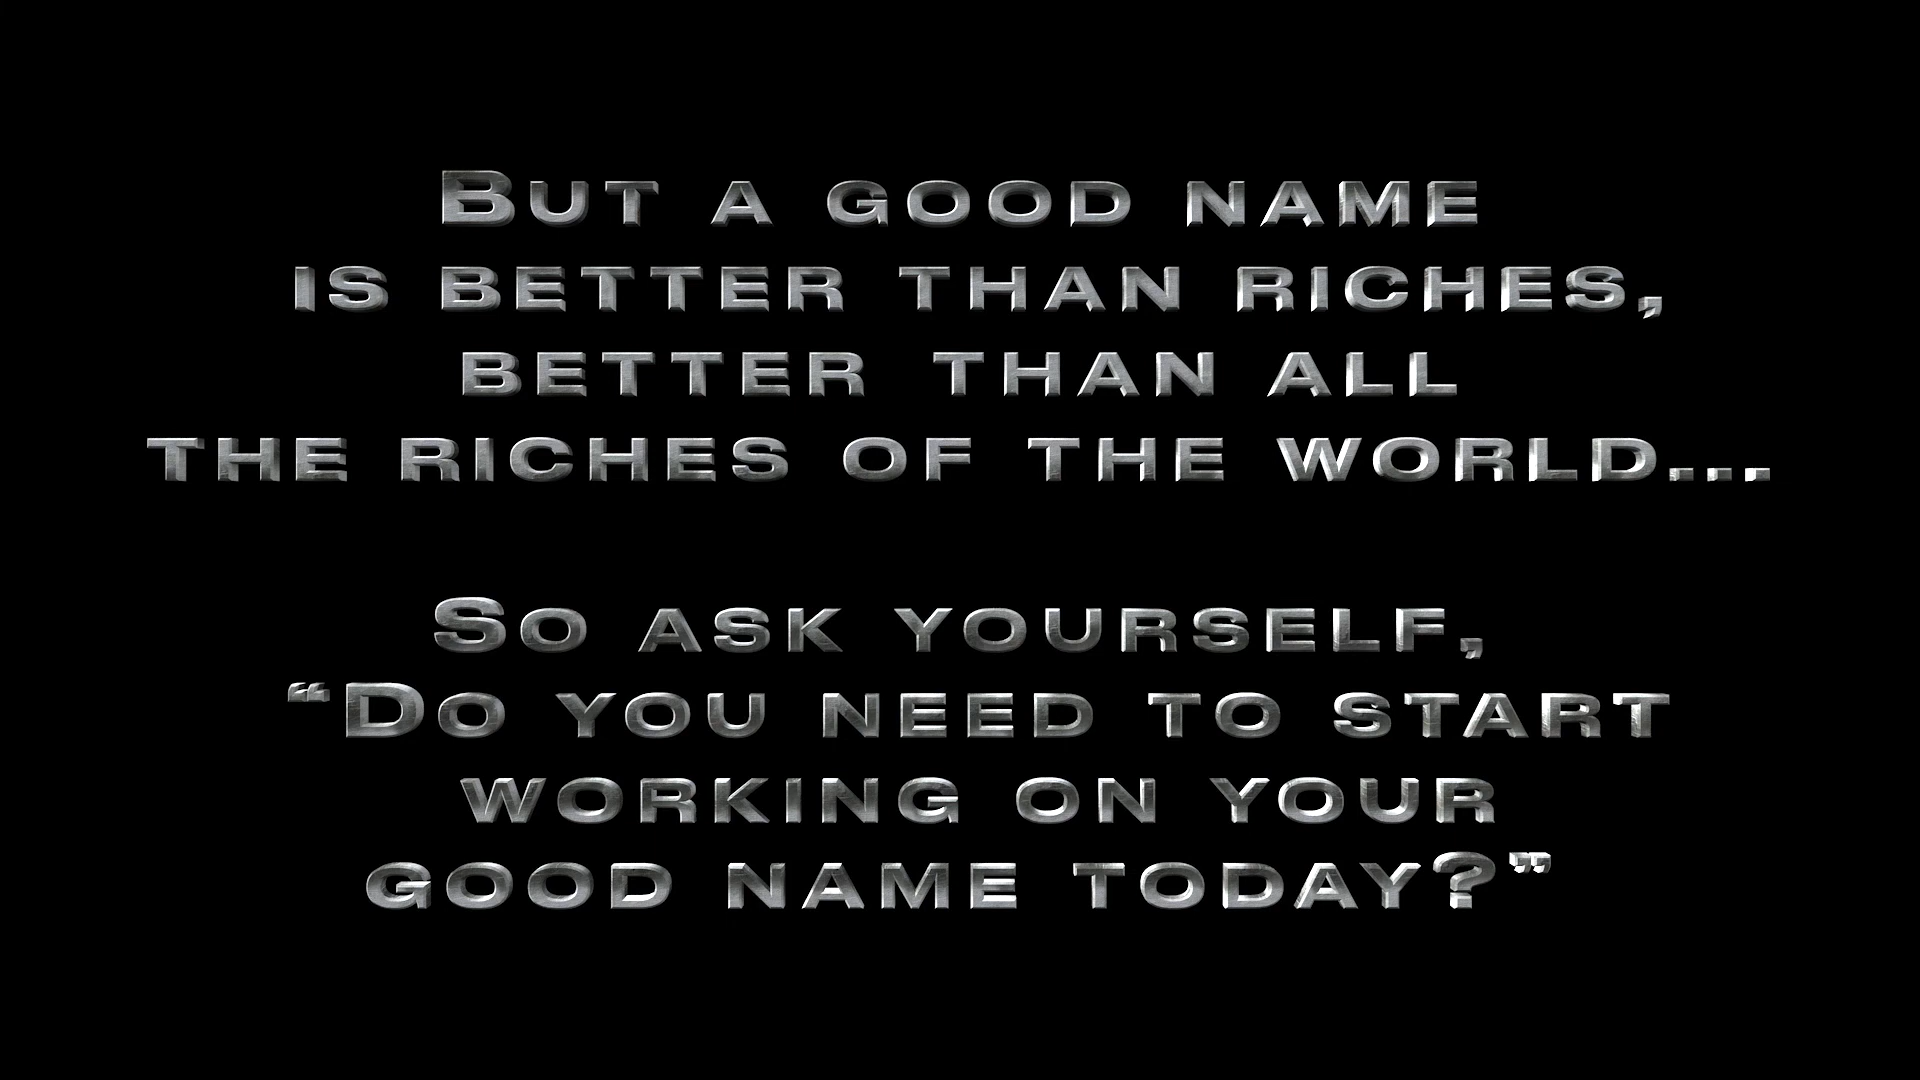 But a good name
is better than riches,
better than all
the riches of the world...
So ask yourself,
“Do you need to start
working on your
good name today?”